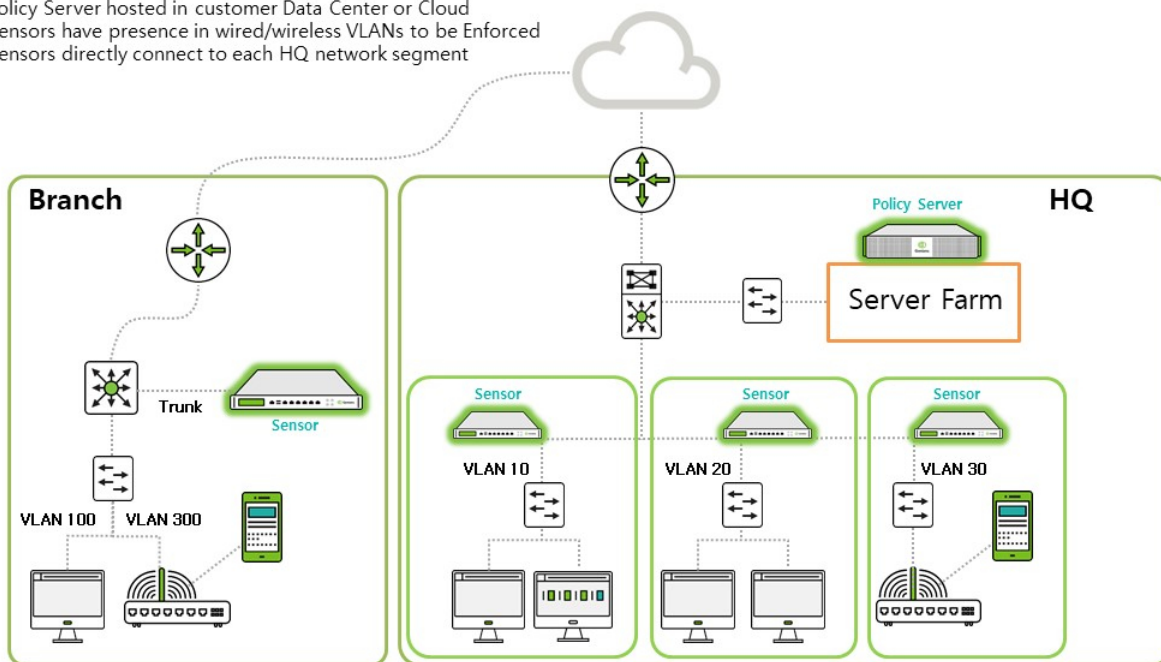 olicy Server hosted in customer Data Center or Cloud
ensors have presence in wired/wireless VLANs to be Enforced
ensors directly connect to each HQ network segment
Branch
HQ
Policy Server
Server Farm
Trunk
Sensor
Sensor
Sensor
Sensor
VLAN 10
VLAN 20
VLAN 30
VLAN 100
VLAN 300